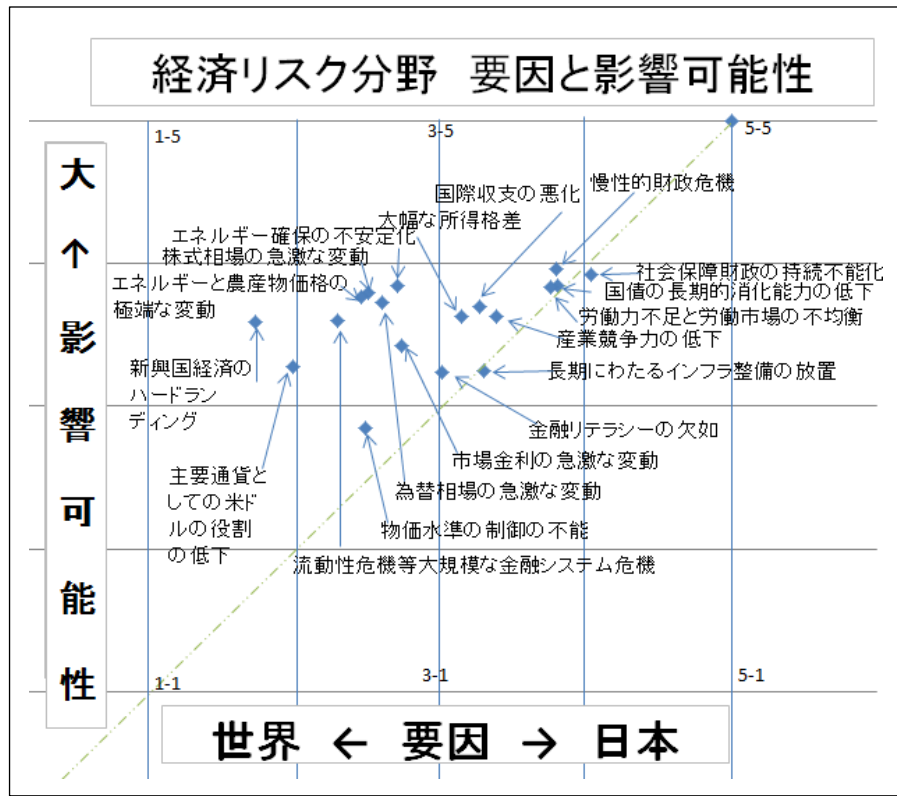 経済リスク分野 要因と影響可能性
1-5
3-5
5-5
大
↑
影
響
可
能
性
慢性的財政危機
国際収支の悪化
大幅な所得格差
エネルギー確保の不安定化
株式相場の急激な変動
エネルギーと農産物価格の
極端な変動
社会保障財政の持続不能化
国債の長期的消化能力の低下
労働力不足と労働市場の不均衡
産業競争力の低下
長期にわたるインフラ整備の放置
新興国経済の
ハードラン
ディング
金融リテラシーの欠如
市場金利の急激な変動
主要通貨と
しての米ド
ルの役割
の低下
為替相場の急激な変動
物価水準の制御の不能
流動性危機等大規模な金融システム危機
1-1
3-1
5-1
世界 ← 要因 → 日本